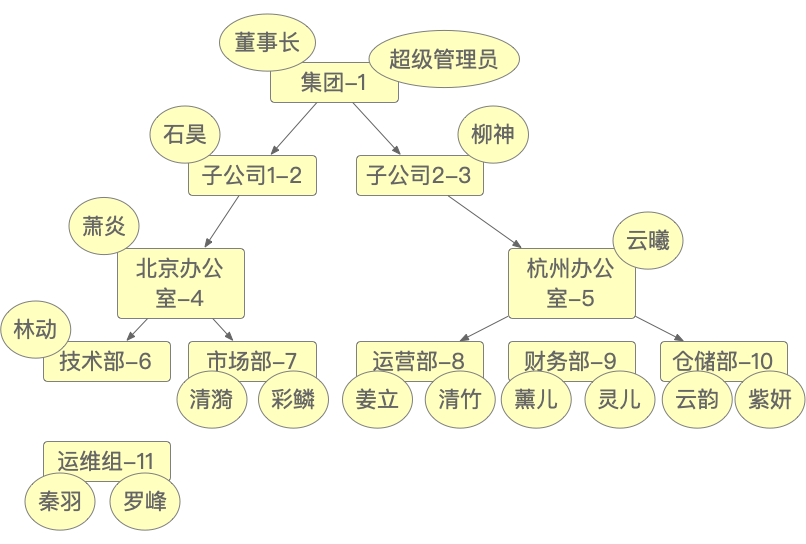 董事长
超级管理员
集团-1
石昊
柳神
子公司1-2
子公司2-3
萧炎
云曦
北京办公
室-4
杭州办公
室-5
林动
技术部-6
市场部-7
运营部-8
财务部-9
仓储部-10
清漪
彩鳞
姜立
清竹
薰儿
灵儿
云韵
紫妍
运维组-11
秦羽
罗峰